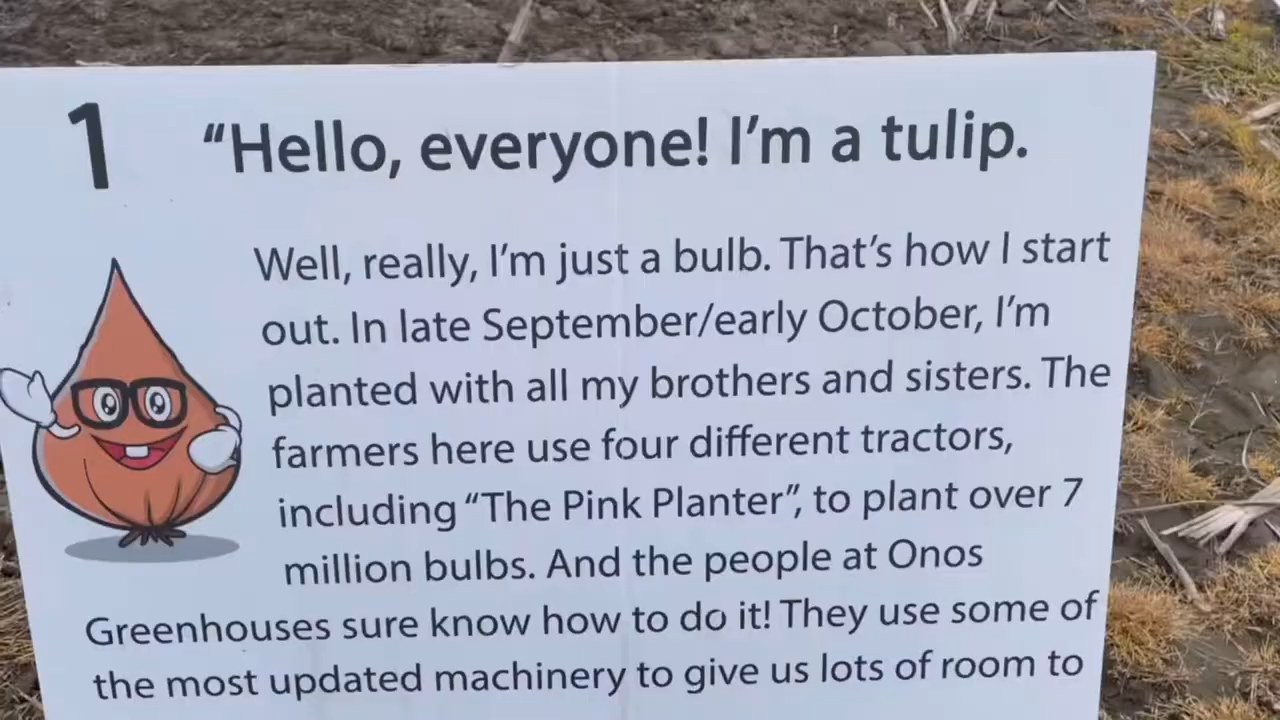 1 "Hello, everyone! I'm a tulip.
Well, really, I'm just a bulb. That's how I start
out. In late September/early October, I'm
planted with all my brothers and sisters. The
farmers here use four different tractors,
including "The Pink Planter", to plant over 7
million bulbs. And the people at Onos
Greenhouses sure know how to do it! They use some of
the most updated machinery to give us lots of room to